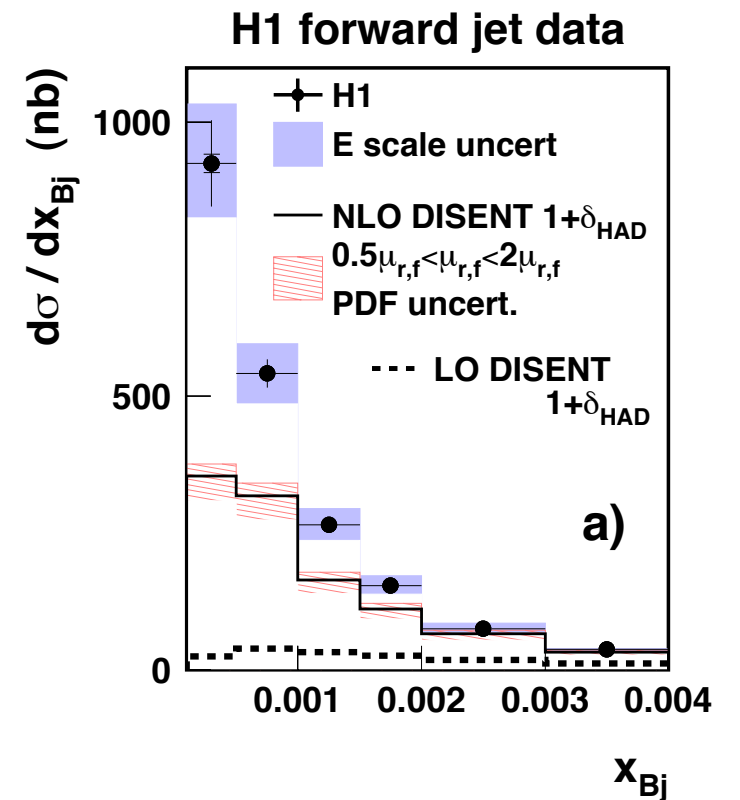 H1 forward jet data
dσ / dx_Bj (nb)
1000
500
0
H1
E scale uncert
NLO DISENT 1+δ_HAD
0.5μ_r,f<μ_r,f<2μ_r,f
PDF uncert.
LO DISENT
1+δ_HAD
a)
0.001 0.002 0.003 0.004
x_Bj